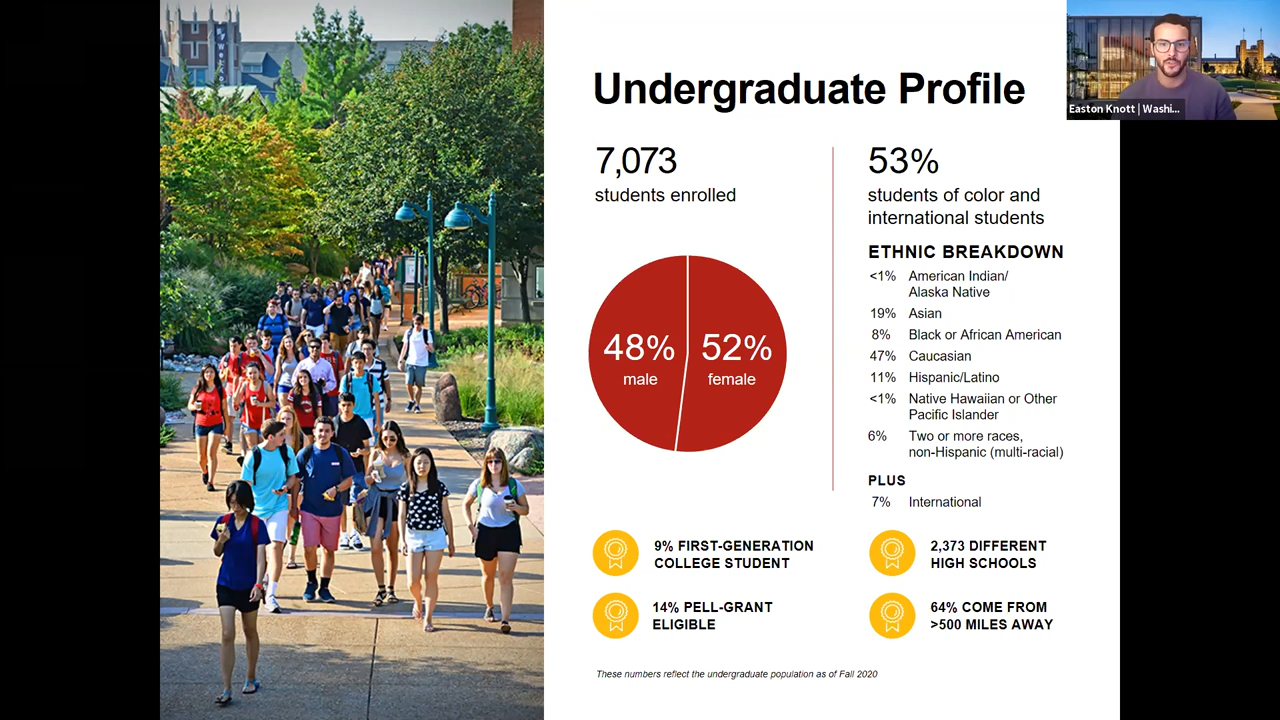 Undergraduate Profile
7,073
students enrolled
48%
male
52%
female
53%
students of color and
international students
ETHNIC BREAKDOWN
<1% American Indian/
Alaska Native
19% Asian
8% Black or African American
47% Caucasian
11% Hispanic/Latino
<1% Native Hawaiian or Other
Pacific Islander
6% Two or more races,
non-Hispanic (multi-racial)
PLUS
7% International
9% FIRST-GENERATION
COLLEGE STUDENT
2,373 DIFFERENT
HIGH SCHOOLS
14% PELL-GRANT
ELIGIBLE
64% COME FROM
>500 MILES AWAY
These numbers reflect the undergraduate population as of Fall 2020
Easton Knott | Washi...